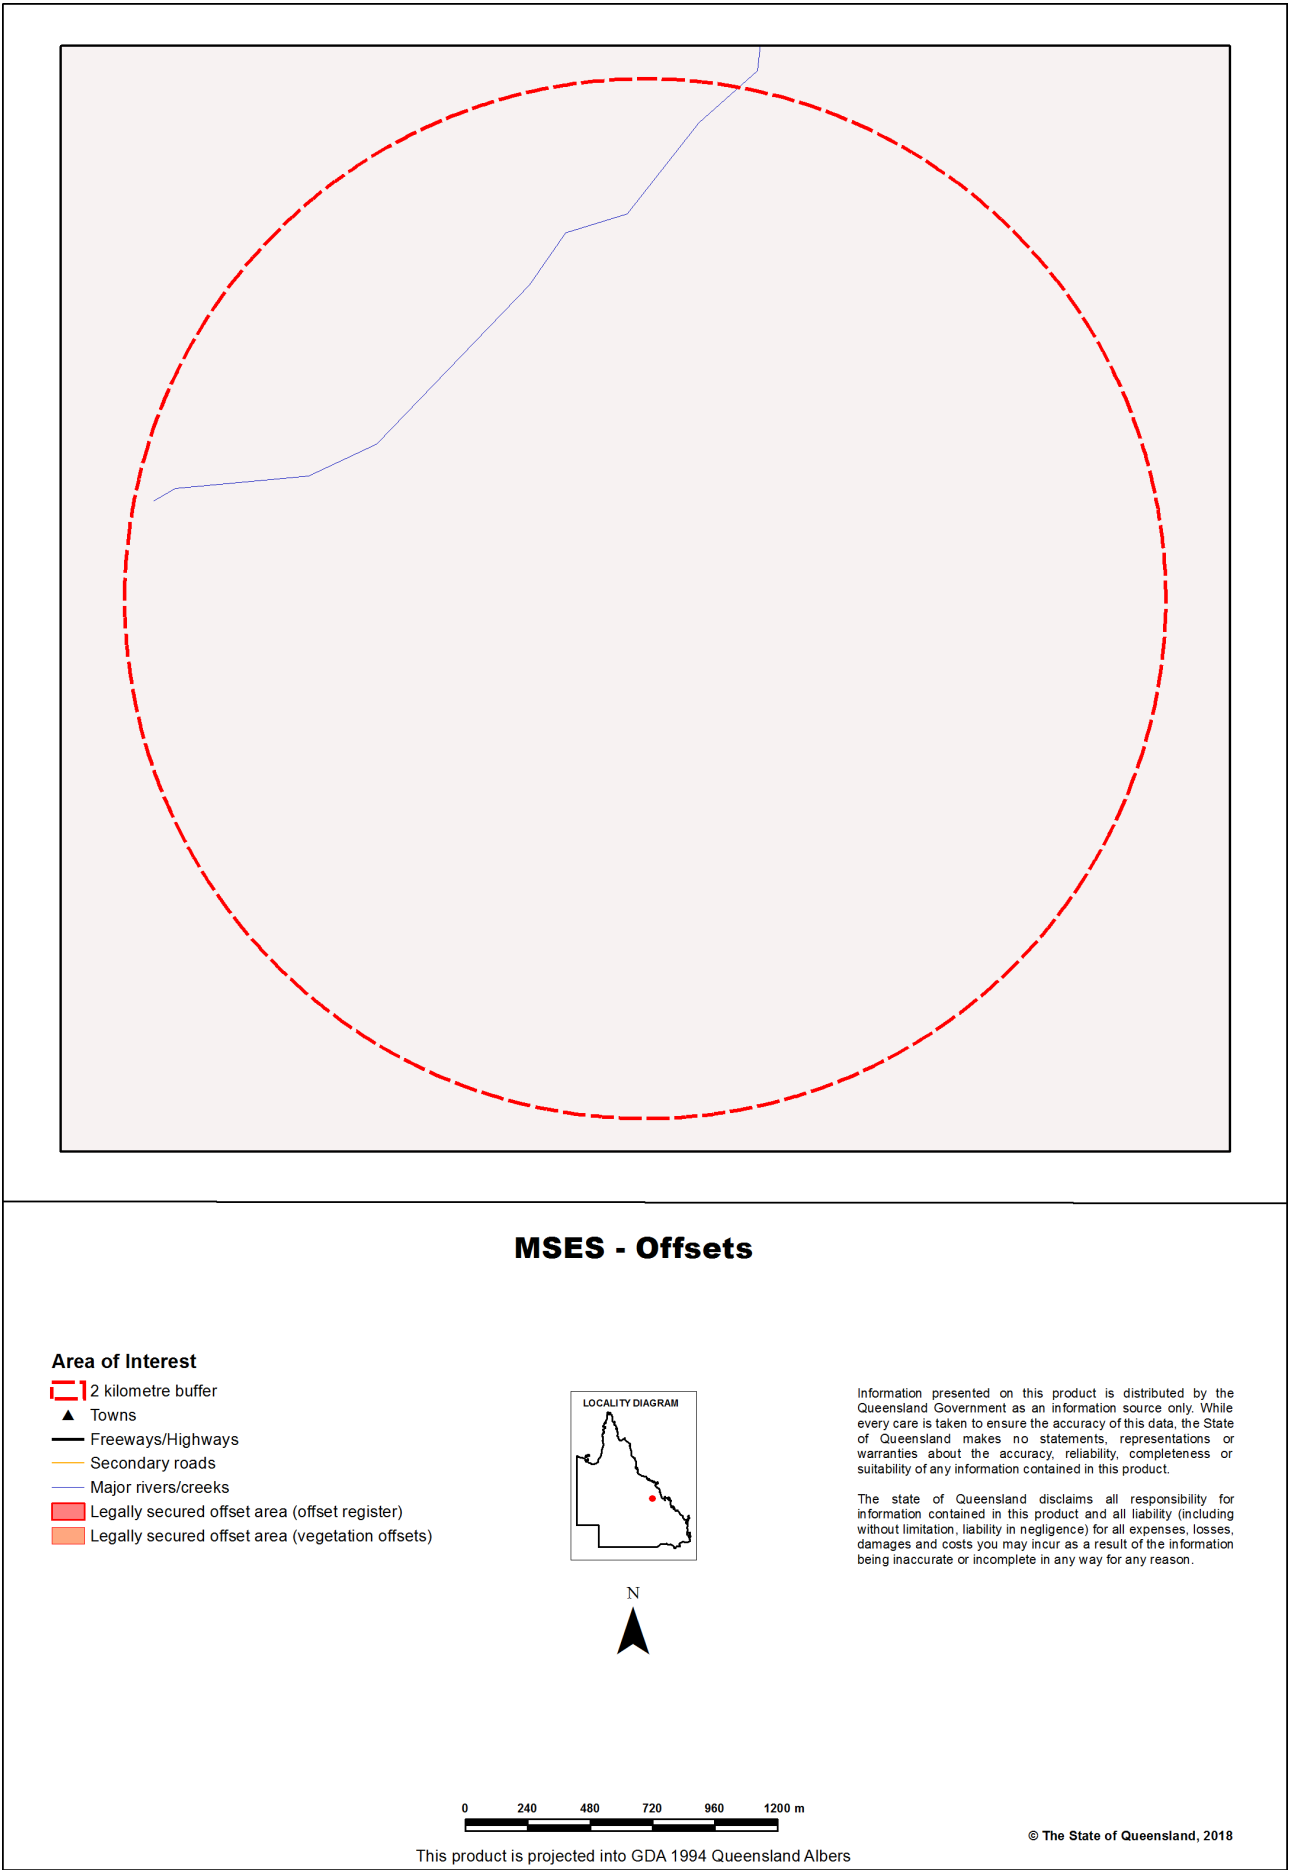 MSES - Offsets
Area of Interest
2 kilometre buffer
Towns
Freeways/Highways
Secondary roads
Major rivers/creeks
Legally secured offset area (offset register)
Legally secured offset area (vegetation offsets)
LOCALITY DIAGRAM
N
Information presented on this product is distributed by the
Queensland Government as an information source only. While
every care is taken to ensure the accuracy of this data, the State
of Queensland makes no statements, representations or
warranties about the accuracy, reliability, completeness or
suitability of any information contained in this product.
The state of Queensland disclaims all responsibility for
information contained in this product and all liability (including
without limitation, liability in negligence) for all expenses, losses,
damages and costs you may incur as a result of the information
being inaccurate or incomplete in any way for any reason.
0 240 480 720 960 1200 m
© The State of Queensland, 2018
This product is projected into GDA 1994 Queensland Albers